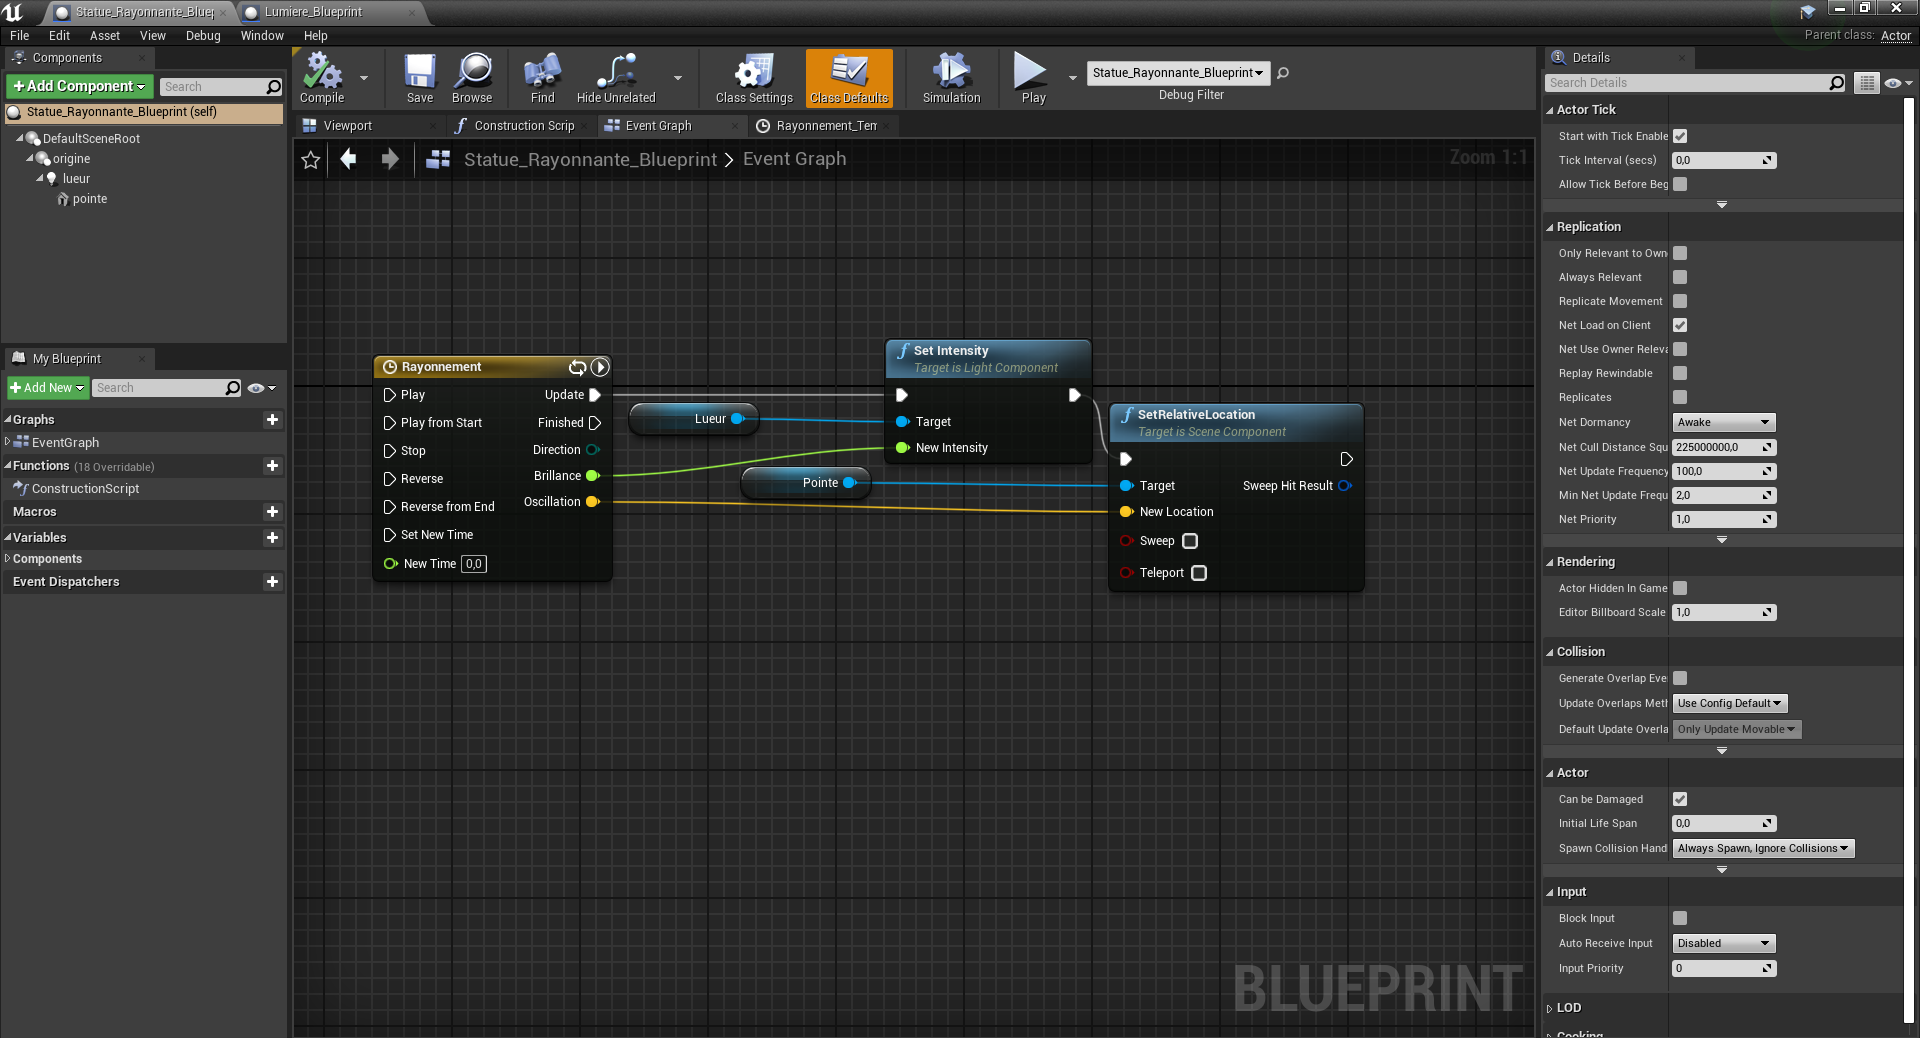 Statue_Rayonnante_Bluep
Lumiere_Blueprint
File Edit Asset View Debug Window Help
Parent class: Actor
Components
+ Add Component
Search
Statue_Rayonnante_Blueprint (self)
DefaultSceneRoot
origine
lueur
pointe
My Blueprint
+ Add New
Search
Graphs
EventGraph
Functions (18 Overridable)
ConstructionScript
Macros
Variables
Components
Event Dispatchers
Compile
Save
Browse
Find
Hide Unrelated
Class Settings
Class Defaults
Simulation
Play
Statue_Rayonnante_Blueprint
Debug Filter
Viewport
Construction Scrip
Event Graph
Rayonnement_Tem
Statue_Rayonnante_Blueprint > Event Graph
Zoom 1:1
Rayonnement
Play
Update
Play from Start
Finished
Stop
Direction
Reverse
Brillance
Reverse from End
Oscillation
Set New Time
New Time 0,0
Lueur
Pointe
Set Intensity
Target is Light Component
Target
New Intensity
SetRelativeLocation
Target is Scene Component
Target
Sweep Hit Result
New Location
Sweep
Teleport
BLUEPRINT
Details
Search Details
Actor Tick
Start with Tick Enable
Tick Interval (secs) 0,0
Allow Tick Before Beg
Replication
Only Relevant to Own
Always Relevant
Replicate Movement
Net Load on Client
Net Use Owner Releva
Replay Rewindable
Replicates
Net Dormancy Awake
Net Cull Distance Squ 225000000,0
Net Update Frequency 100,0
Min Net Update Frequ 2,0
Net Priority 1,0
Rendering
Actor Hidden In Game
Editor Billboard Scale 1,0
Collision
Generate Overlap Eve
Update Overlaps Meth Use Config Default
Default Update Overla Only Update Movable
Actor
Can be Damaged
Initial Life Span 0,0
Spawn Collision Hand Always Spawn, Ignore Collisions
Input
Block Input
Auto Receive Input Disabled
Input Priority 0
LOD
Cooking